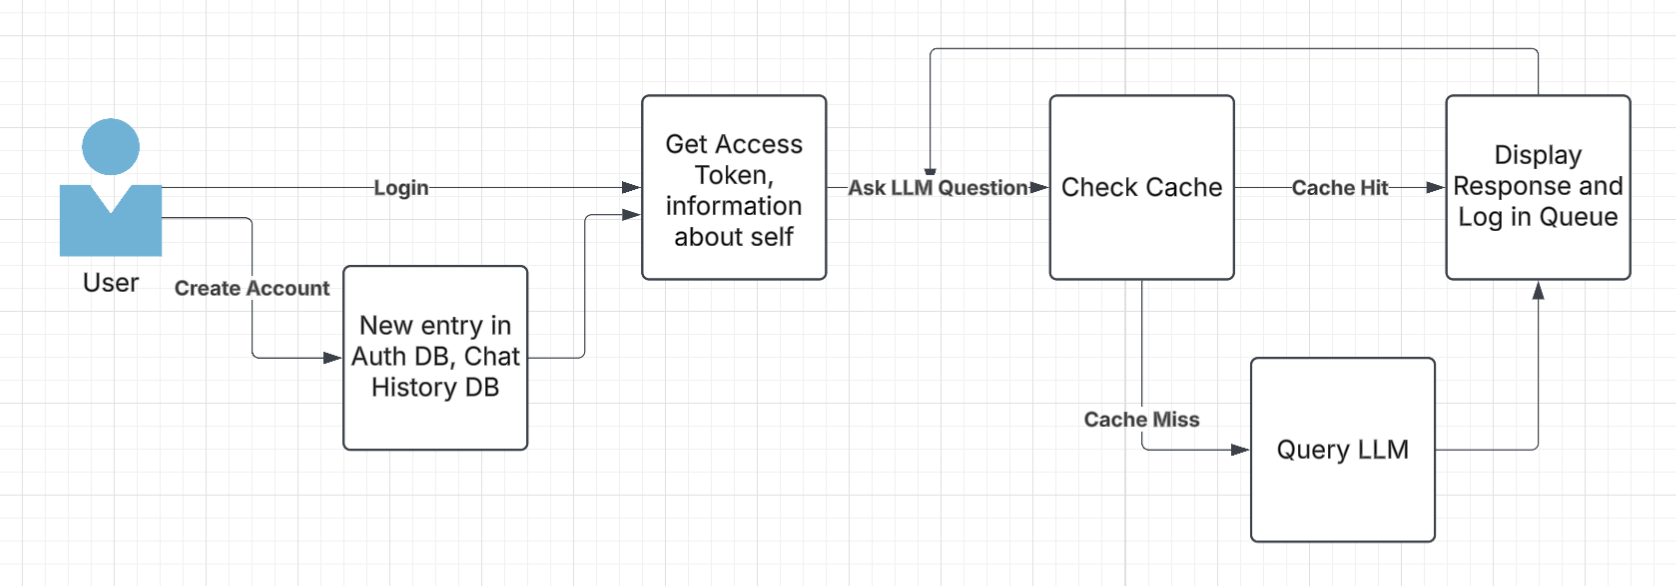 User
Login
Create Account
New entry in
Auth DB, Chat
History DB
Get Access
Token,
information
about self
Ask LLM Question
Check Cache
Cache Hit
Cache Miss
Query LLM
Display
Response and
Log in Queue